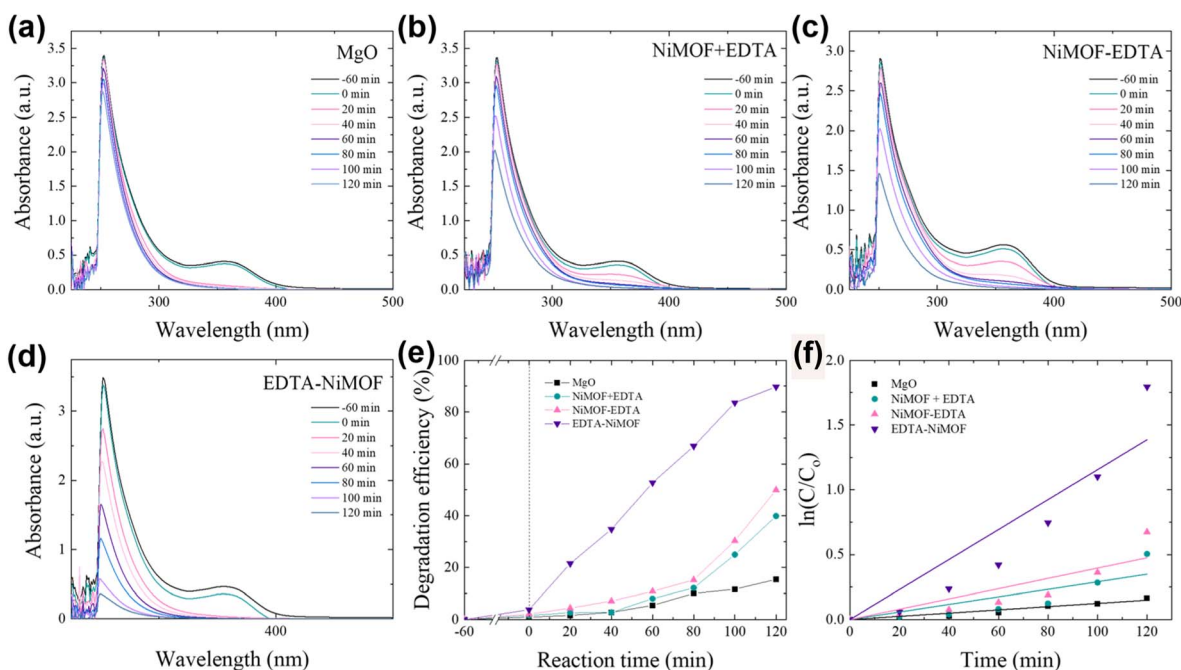 (a)
MgO
3.5
3.0
2.5
2.0
1.5
1.0
0.5
0.0
300
400
500
Absorbance (a.u.)
Wavelength (nm)
-60 min
0 min
20 min
40 min
60 min
80 min
100 min
120 min
(b)
NiMOF+EDTA
3.5
3.0
2.5
2.0
1.5
1.0
0.5
0.0
300
400
500
Absorbance (a.u.)
Wavelength (nm)
-60 min
0 min
20 min
40 min
60 min
80 min
100 min
120 min
(c)
NiMOF-EDTA
3.0
2.5
2.0
1.5
1.0
0.5
0.0
300
400
500
Absorbance (a.u.)
Wavelength (nm)
-60 min
0 min
20 min
40 min
60 min
80 min
100 min
120 min
(d)
EDTA-NiMOF
3
2
1
0
400
Absorbance (a.u.)
Wavelength (nm)
-60 min
0 min
20 min
40 min
60 min
80 min
100 min
120 min
(e)
100
80
60
40
20
0
-60
0
20
40
60
80
100
120
Degradation efficiency (%)
Reaction time (min)
MgO
NiMOF+EDTA
NiMOF-EDTA
EDTA-NiMOF
(f)
2.0
1.5
1.0
0.5
0.0
0
20
40
60
80
100
120
ln(C/Co)
Time (min)
MgO
NiMOF + EDTA
NiMOF-EDTA
EDTA-NiMOF